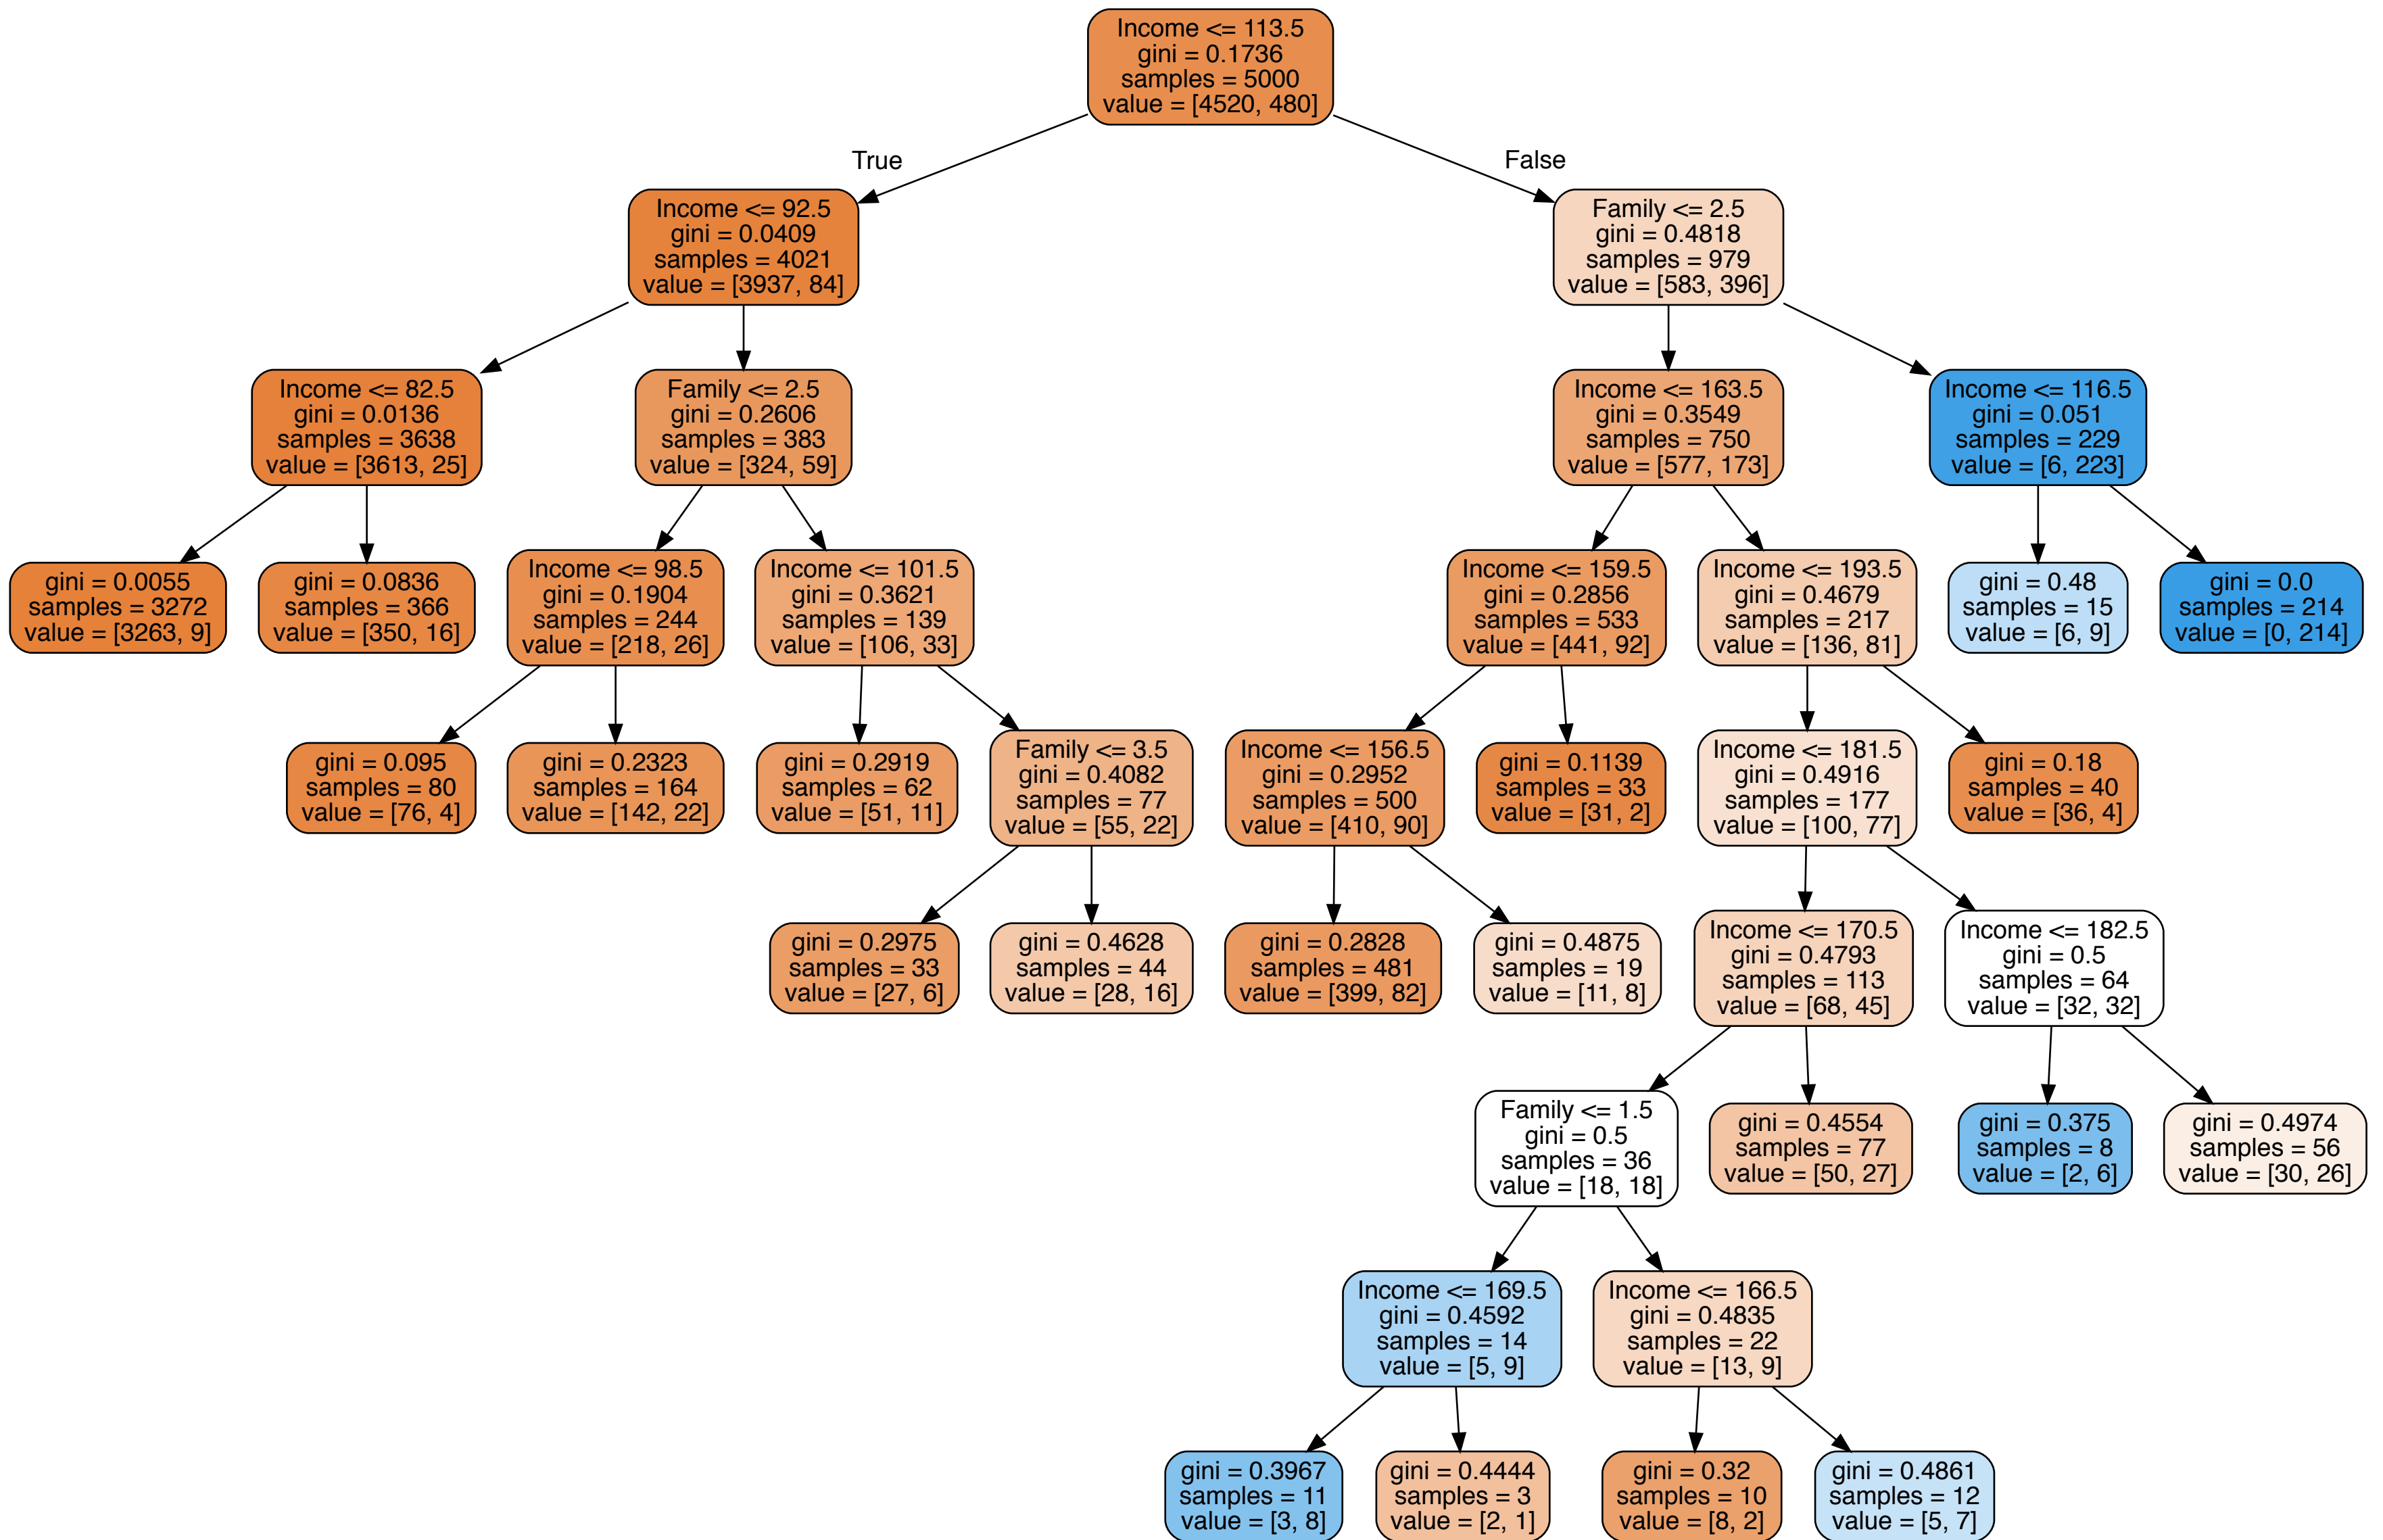 Income <= 113.5
gini = 0.1736
samples = 5000
value = [4520, 480]
True
False
Income <= 92.5
gini = 0.0409
samples = 4021
value = [3937, 84]
Family <= 2.5
gini = 0.4818
samples = 979
value = [583, 396]
Income <= 82.5
gini = 0.0136
samples = 3638
value = [3613, 25]
Family <= 2.5
gini = 0.2606
samples = 383
value = [324, 59]
Income <= 163.5
gini = 0.3549
samples = 750
value = [577, 173]
Income <= 116.5
gini = 0.051
samples = 229
value = [6, 223]
gini = 0.0055
samples = 3272
value = [3263, 9]
gini = 0.0836
samples = 366
value = [350, 16]
Income <= 98.5
gini = 0.1904
samples = 244
value = [218, 26]
Income <= 101.5
gini = 0.3621
samples = 139
value = [106, 33]
Income <= 159.5
gini = 0.2856
samples = 533
value = [441, 92]
Income <= 193.5
gini = 0.4679
samples = 217
value = [136, 81]
gini = 0.48
samples = 15
value = [6, 9]
gini = 0.0
samples = 214
value = [0, 214]
gini = 0.095
samples = 80
value = [76, 4]
gini = 0.2323
samples = 164
value = [142, 22]
gini = 0.2919
samples = 62
value = [51, 11]
Family <= 3.5
gini = 0.4082
samples = 77
value = [55, 22]
Income <= 156.5
gini = 0.2952
samples = 500
value = [410, 90]
gini = 0.1139
samples = 33
value = [31, 2]
Income <= 181.5
gini = 0.4916
samples = 177
value = [100, 77]
gini = 0.18
samples = 40
value = [36, 4]
gini = 0.2975
samples = 33
value = [27, 6]
gini = 0.4628
samples = 44
value = [28, 16]
gini = 0.2828
samples = 481
value = [399, 82]
gini = 0.4875
samples = 19
value = [11, 8]
Income <= 170.5
gini = 0.4793
samples = 113
value = [68, 45]
Income <= 182.5
gini = 0.5
samples = 64
value = [32, 32]
Family <= 1.5
gini = 0.5
samples = 36
value = [18, 18]
gini = 0.4554
samples = 77
value = [50, 27]
gini = 0.375
samples = 8
value = [2, 6]
gini = 0.4974
samples = 56
value = [30, 26]
Income <= 169.5
gini = 0.4592
samples = 14
value = [5, 9]
Income <= 166.5
gini = 0.4835
samples = 22
value = [13, 9]
gini = 0.3967
samples = 11
value = [3, 8]
gini = 0.4444
samples = 3
value = [2, 1]
gini = 0.32
samples = 10
value = [8, 2]
gini = 0.4861
samples = 12
value = [5, 7]